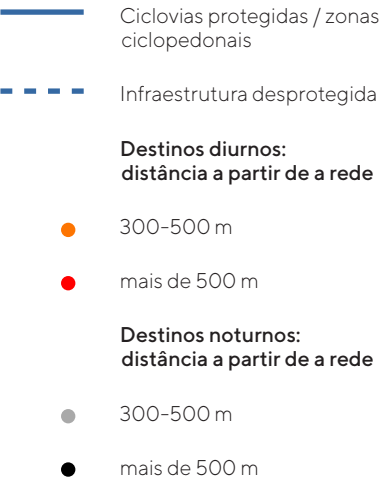 Ciclovias protegidas / zonas
ciclopedonais
Infraestrutura desprotegida
Destinos diurnos:
distância a partir de a rede
300-500 m
mais de 500 m
Destinos noturnos:
distância a partir de a rede
300-500 m
mais de 500 m